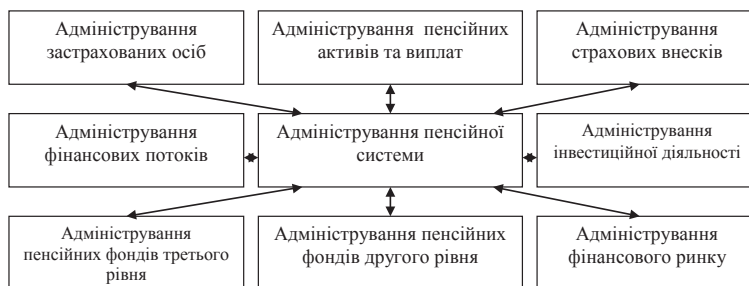 Адміністрування
застрахованих осіб
Адміністрування пенсійних
активів та виплат
Адміністрування
страхових внесків
Адміністрування
фінансових потоків
Адміністрування пенсійної
системи
Адміністрування
інвестиційної діяльності
Адміністрування
пенсійних фондів третього
рівня
Адміністрування пенсійних
фондів другого рівня
Адміністрування
фінансового ринку